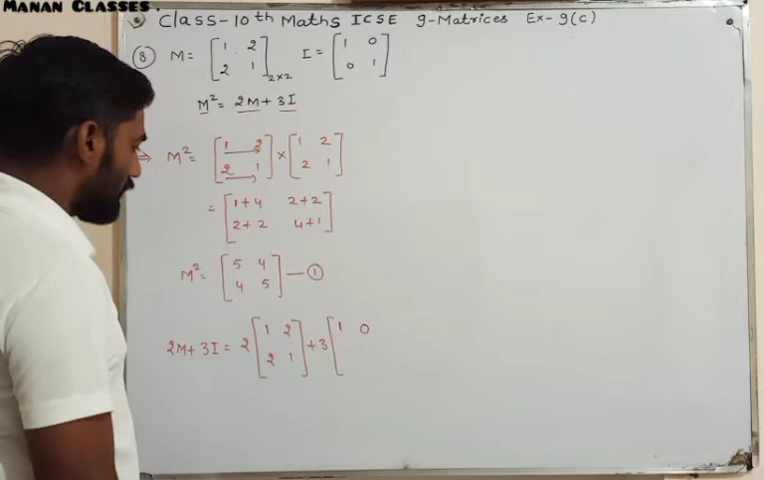 MANAN CLASSES.
Class-10th Maths ICSE 9-Matrices Ex-9(c)
⑧ M = [1 2
2 1]2×2 I = [1 0
0 1]
M² = 2M + 3I
⇒ M² = [1 2
2 1] × [1 2
2 1]
= [1+4 2+2
2+2 4+1]
M² = [5 4
4 5] — ①
2M + 3I = 2 [1 2
2 1] + 3 [1 0